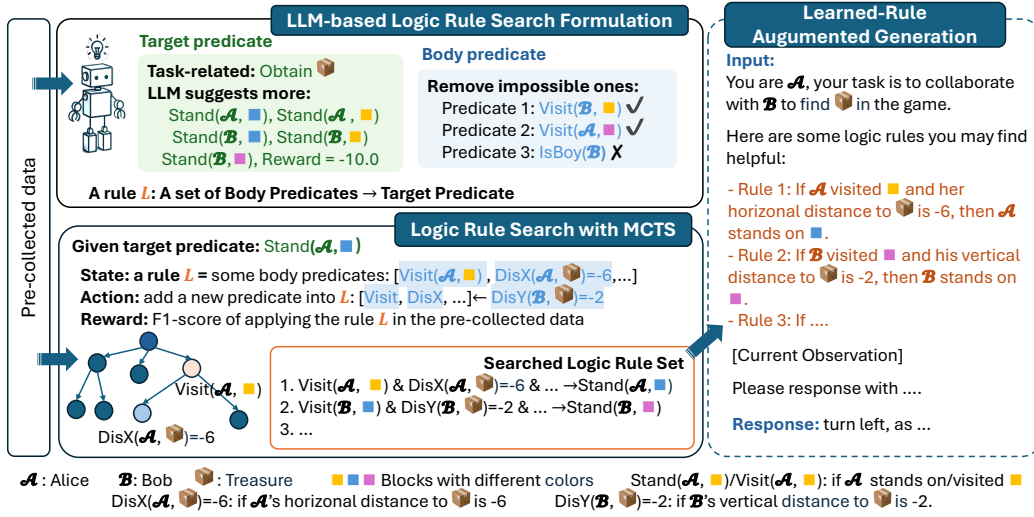 LLM-based Logic Rule Search Formulation
Target predicate
Task-related: Obtain
LLM suggests more:
Stand(𝓐, ), Stand(𝓐, )
Stand(𝓑, ), Stand(𝓑, )
Stand(𝓑, ), Reward = -10.0
Body predicate
Remove impossible ones:
Predicate 1: Visit(𝓑, ) ✓
Predicate 2: Visit(𝓐, ) ✓
Predicate 3: IsBoy(𝓑) ✗
A rule L: A set of Body Predicates → Target Predicate
Pre-collected data
Logic Rule Search with MCTS
Given target predicate: Stand(𝓐, )
State: a rule L = some body predicates: [Visit(𝓐, ) , DisX(𝓐, )=-6,...]
Action: add a new predicate into L: [Visit, DisX, ...]← DisY(𝓑, )=-2
Reward: F1-score of applying the rule L in the pre-collected data
Visit(𝓐, )
DisX(𝓐, )=-6
Searched Logic Rule Set
1. Visit(𝓐, ) & DisX(𝓐, )=-6 & ... →Stand(𝓐, )
2. Visit(𝓑, ) & DisY(𝓑, )=-2 & ... →Stand(𝓑, )
3. ...
Learned-Rule
Augumented Generation
Input:
You are 𝓐, your task is to collaborate
with 𝓑 to find in the game.
Here are some logic rules you may find
helpful:
- Rule 1: If 𝓐 visited and her
horizonal distance to is -6, then 𝓐
stands on .
- Rule 2: If 𝓑 visited and his vertical
distance to is -2, then 𝓑 stands on
.
- Rule 3: If ....
[Current Observation]
Please response with ....
Response: turn left, as ...
𝓐 : Alice 𝓑: Bob : Treasure Blocks with different colors Stand(𝓐, )/Visit(𝓐, ): if 𝓐 stands on/visited
DisX(𝓐, )=-6: if 𝓐's horizonal distance to is -6 DisY(𝓑, )=-2: if 𝓑's vertical distance to is -2.